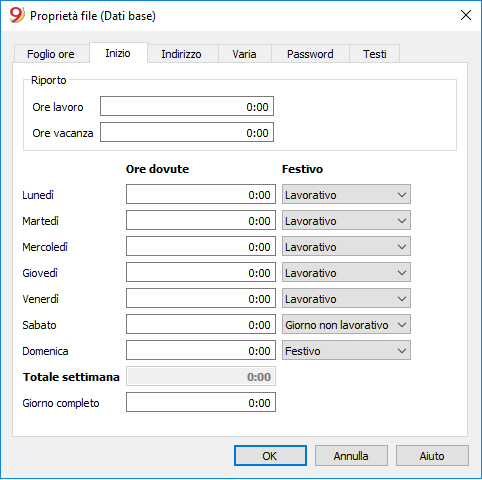 9 Proprietà file (Dati base)
Foglio ore Inizio Indirizzo Varia Password Testi
Riporto
Ore lavoro 0:00
Ore vacanza 0:00
Ore dovute Festivo
Lunedì 0:00 Lavorativo
Martedì 0:00 Lavorativo
Mercoledì 0:00 Lavorativo
Giovedì 0:00 Lavorativo
Venerdì 0:00 Lavorativo
Sabato 0:00 Giorno non lavorativo
Domenica 0:00 Festivo
Totale settimana 0:00
Giorno completo 0:00
OK Annulla Aiuto